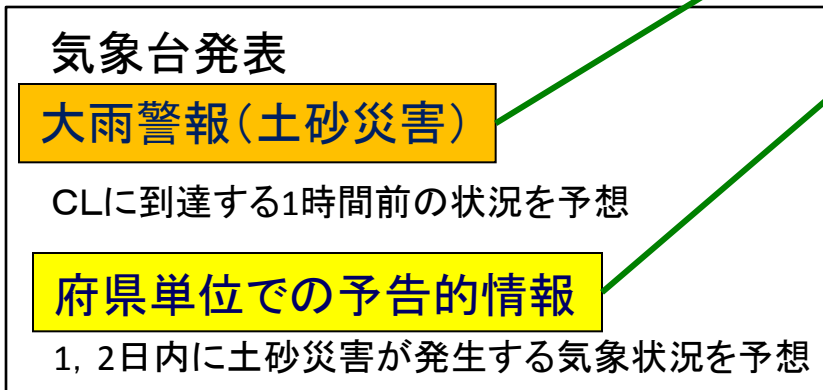 気象台発表
大雨警報（土砂災害）
CLに到達する1時間前の状況を予想
府県単位での予告的情報
1，2日内に土砂災害が発生する気象状況を予想